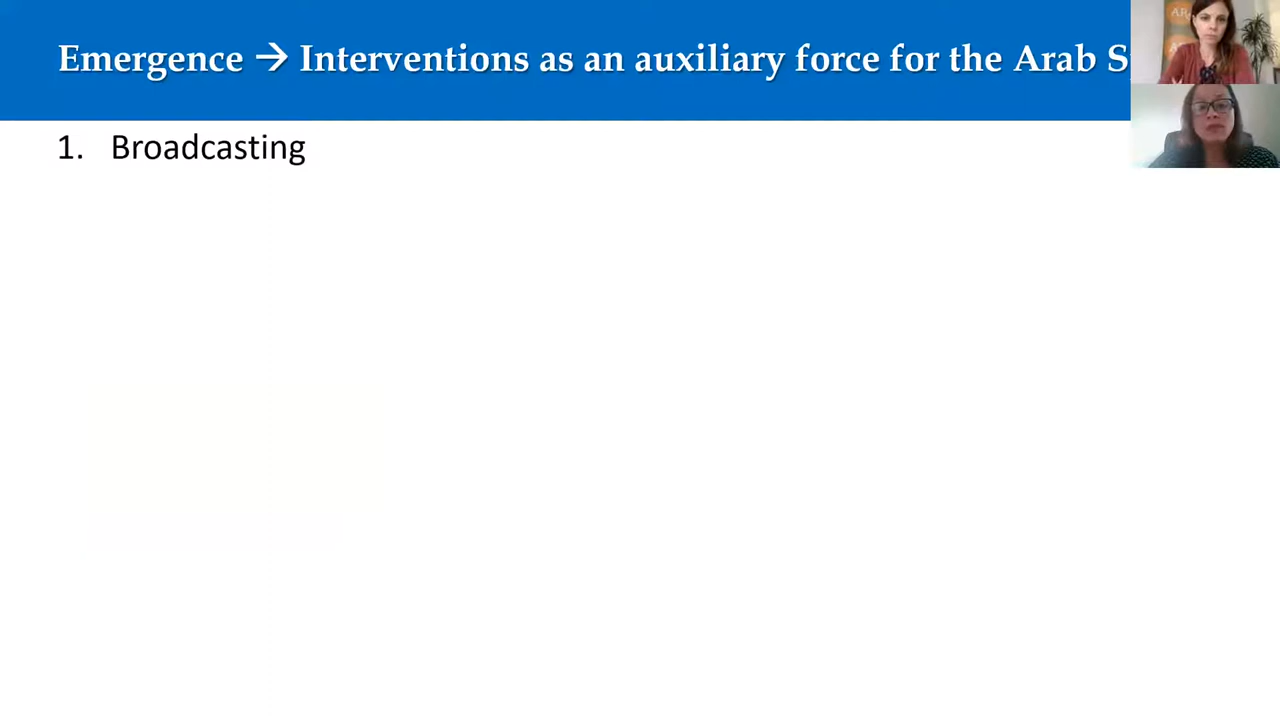 Emergence → Interventions as an auxiliary force for the Arab
1. Broadcasting